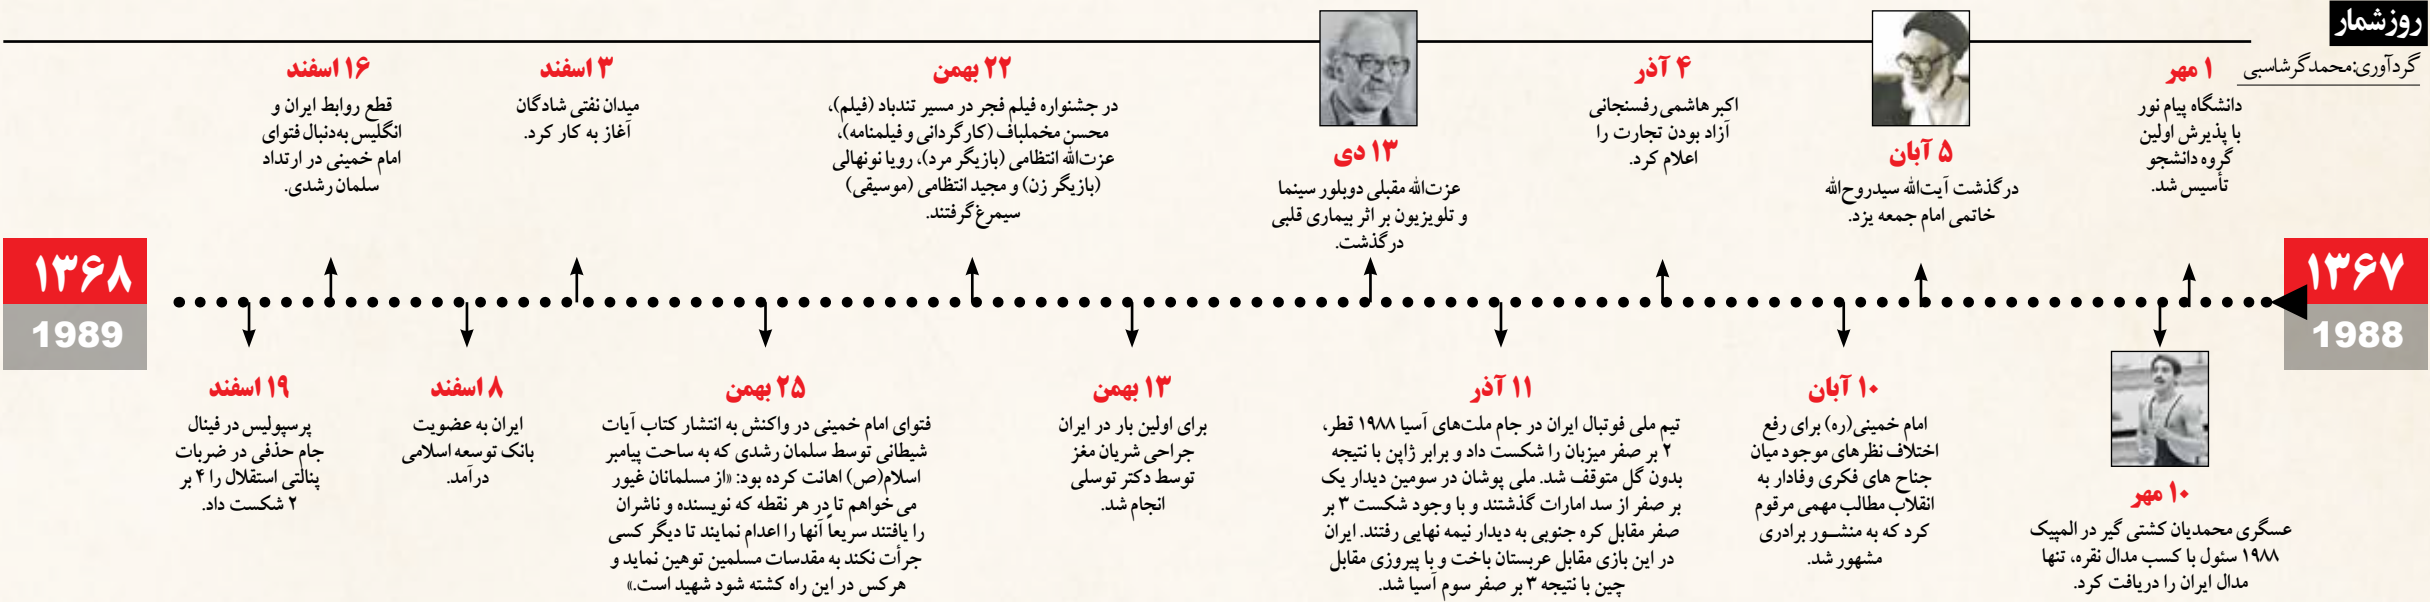 روزشمار
گردآوری:محمدگرشاسبی
۱۳۶۷
1988
۱ مهر
دانشگاه پیام نور
با پذیرش اولین
گروه دانشجو
تأسیس شد.
۱۰ مهر
عسگری محمدیان کشتی گیر در المپیک
۱۹۸۸ سئول با کسب مدال نقره، تنها
مدال ایران را دریافت کرد.
۵ آبان
درگذشت آیت‌الله سیدروح‌الله
خاتمی امام جمعه یزد.
۱۰ آبان
امام خمینی(ره) برای رفع
اختلاف نظرهای موجود میان
جناح های فکری وفادار به
انقلاب مطالب مهمی مرقوم
کرد که به منشــور برادری
مشهور شد.
۴ آذر
اکبر هاشمی رفسنجانی
آزاد بودن تجارت را
اعلام کرد.
۱۱ آذر
تیم ملی فوتبال ایران در جام ملت‌های آسیا ۱۹۸۸ قطر،
۲ بر صفر میزبان را شکست داد و برابر ژاپن با نتیجه
بدون گل متوقف شد. ملی پوشان در سومین دیدار یک
بر صفر از سد امارات گذشتند و با وجود شکست ۳ بر
صفر مقابل کره جنوبی به دیدار نیمه نهایی رفتند. ایران
در این بازی مقابل عربستان باخت و با پیروزی مقابل
چین با نتیجه ۳ بر صفر سوم آسیا شد.
۱۳ دی
عزت‌الله مقبلی دوبلور سینما
و تلویزیون بر اثر بیماری قلبی
درگذشت.
۱۳ بهمن
برای اولین بار در ایران
جراحی شریان مغز
توسط دکتر توسلی
انجام شد.
۲۲ بهمن
در جشنواره فیلم فجر در مسیر تندباد (فیلم)،
محسن مخملباف (کارگردانی و فیلمنامه)،
عزت‌الله انتظامی (بازیگر مرد)، رویا نونهالی
(بازیگر زن) و مجید انتظامی (موسیقی)
سیمرغ گرفتند.
۲۵ بهمن
فتوای امام خمینی در واکنش به انتشار کتاب آیات
شیطانی توسط سلمان رشدی که به ساحت پیامبر
اسلام(ص) اهانت کرده بود: «از مسلمانان غیور
می خواهم تا در هر نقطه که نویسنده و ناشران
را یافتند سریعاً آنها را اعدام نمایند تا دیگر کسی
جرأت نکند به مقدسات مسلمین توهین نماید و
هرکس در این راه کشته شود شهید است.»
۳ اسفند
میدان نفتی شادگان
آغاز به کار کرد.
۸ اسفند
ایران به عضویت
بانک توسعه اسلامی
درآمد.
۱۶ اسفند
قطع روابط ایران و
انگلیس به‌دنبال فتوای
امام خمینی در ارتداد
سلمان رشدی.
۱۹ اسفند
پرسپولیس در فینال
جام حذفی در ضربات
پنالتی استقلال را ۴ بر
۲ شکست داد.
۱۳۶۸
1989